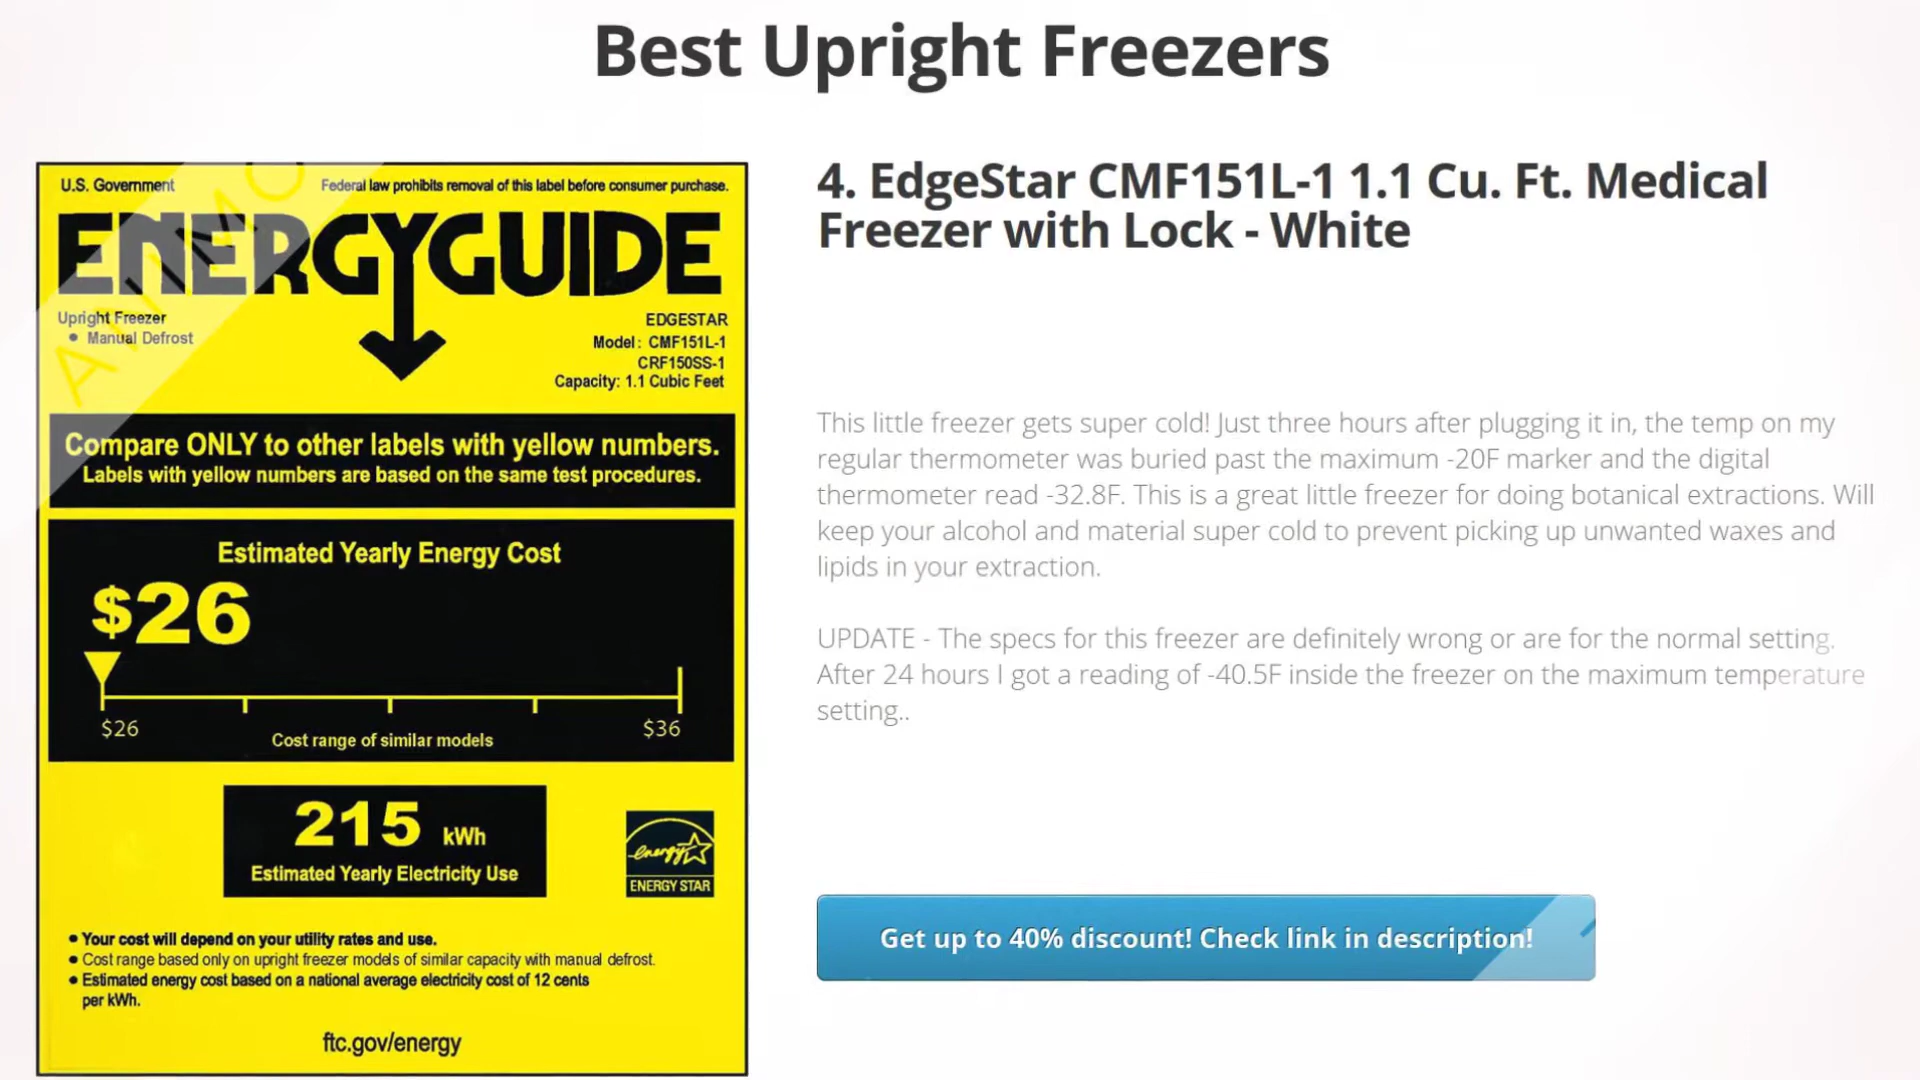 Best Upright Freezers
U.S. Government
Federal law prohibits removal of this label before consumer purchase.
ENERGYGUIDE
Upright Freezer
• Manual Defrost
EDGESTAR
Model: CMF151L-1
CRF150SS-1
Capacity: 1.1 Cubic Feet
Compare ONLY to other labels with yellow numbers.
Labels with yellow numbers are based on the same test procedures.
Estimated Yearly Energy Cost
$26
$26
$36
Cost range of similar models
215 kWh
Estimated Yearly Electricity Use
energy
ENERGY STAR
• Your cost will depend on your utility rates and use.
• Cost range based only on upright freezer models of similar capacity with manual defrost.
• Estimated energy cost based on a national average electricity cost of 12 cents
per kWh.
ftc.gov/energy
4. EdgeStar CMF151L-1 1.1 Cu. Ft. Medical
Freezer with Lock - White
This little freezer gets super cold! Just three hours after plugging it in, the temp on my
regular thermometer was buried past the maximum -20F marker and the digital
thermometer read -32.8F. This is a great little freezer for doing botanical extractions. Will
keep your alcohol and material super cold to prevent picking up unwanted waxes and
lipids in your extraction.
UPDATE - The specs for this freezer are definitely wrong or are for the normal setting.
After 24 hours I got a reading of -40.5F inside the freezer on the maximum temperature
setting..
Get up to 40% discount! Check link in description!